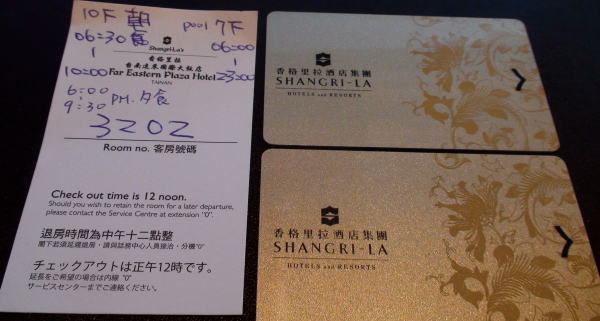 10F 朝食
06:30
|
10:00
pool 7F
06:00
|
23:00
Shangri-La's
香格里拉
台南遠東國際大飯店
Far Eastern Plaza Hotel
TAINAN
6:00
9:30 PM. 夕食
3202
Room no. 客房號碼
Check out time is 12 noon.
Should you wish to retain the room for a later departure,
please contact the Service Centre at extension "0".
退房時間為中午十二點整
閣下若須延遲退房，請與話務中心人員接洽，分機"0"
チェックアウトは正午12時です。
延長をご希望の場合は内線 "0"
サービスセンターまでご連絡ください。
香格里拉酒店集團
SHANGRI-LA
HOTELS and RESORTS
香格里拉酒店集團
SHANGRI-LA
HOTELS and RESORTS